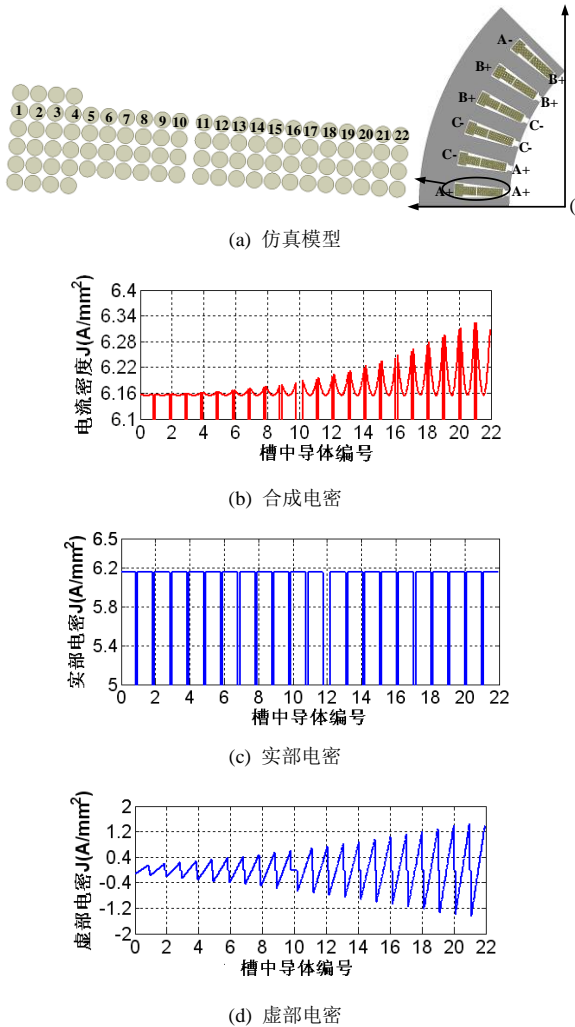 1 2 3 4 5 6 7 8 9 10 11 12 13 14 15 16 17 18 19 20 21 22
A-
B+
B+
B+
B+
C-
C-
C-
C-
A+
A+
A+
(
(a) 仿真模型
电流密度J(A/mm²)
6.4
6.34
6.28
6.22
6.16
6.1
0 2 4 6 8 10 12 14 16 18 20 22
槽中导体编号
(b) 合成电密
实部电密J(A/mm²)
6.5
6.2
5.8
5.4
5
0 2 4 6 8 10 12 14 16 18 20 22
槽中导体编号
(c) 实部电密
虚部电密J(A/mm²)
2
1.2
0.4
-0.4
-1.2
-2
0 2 4 6 8 10 12 14 16 18 20 22
槽中导体编号
(d) 虚部电密